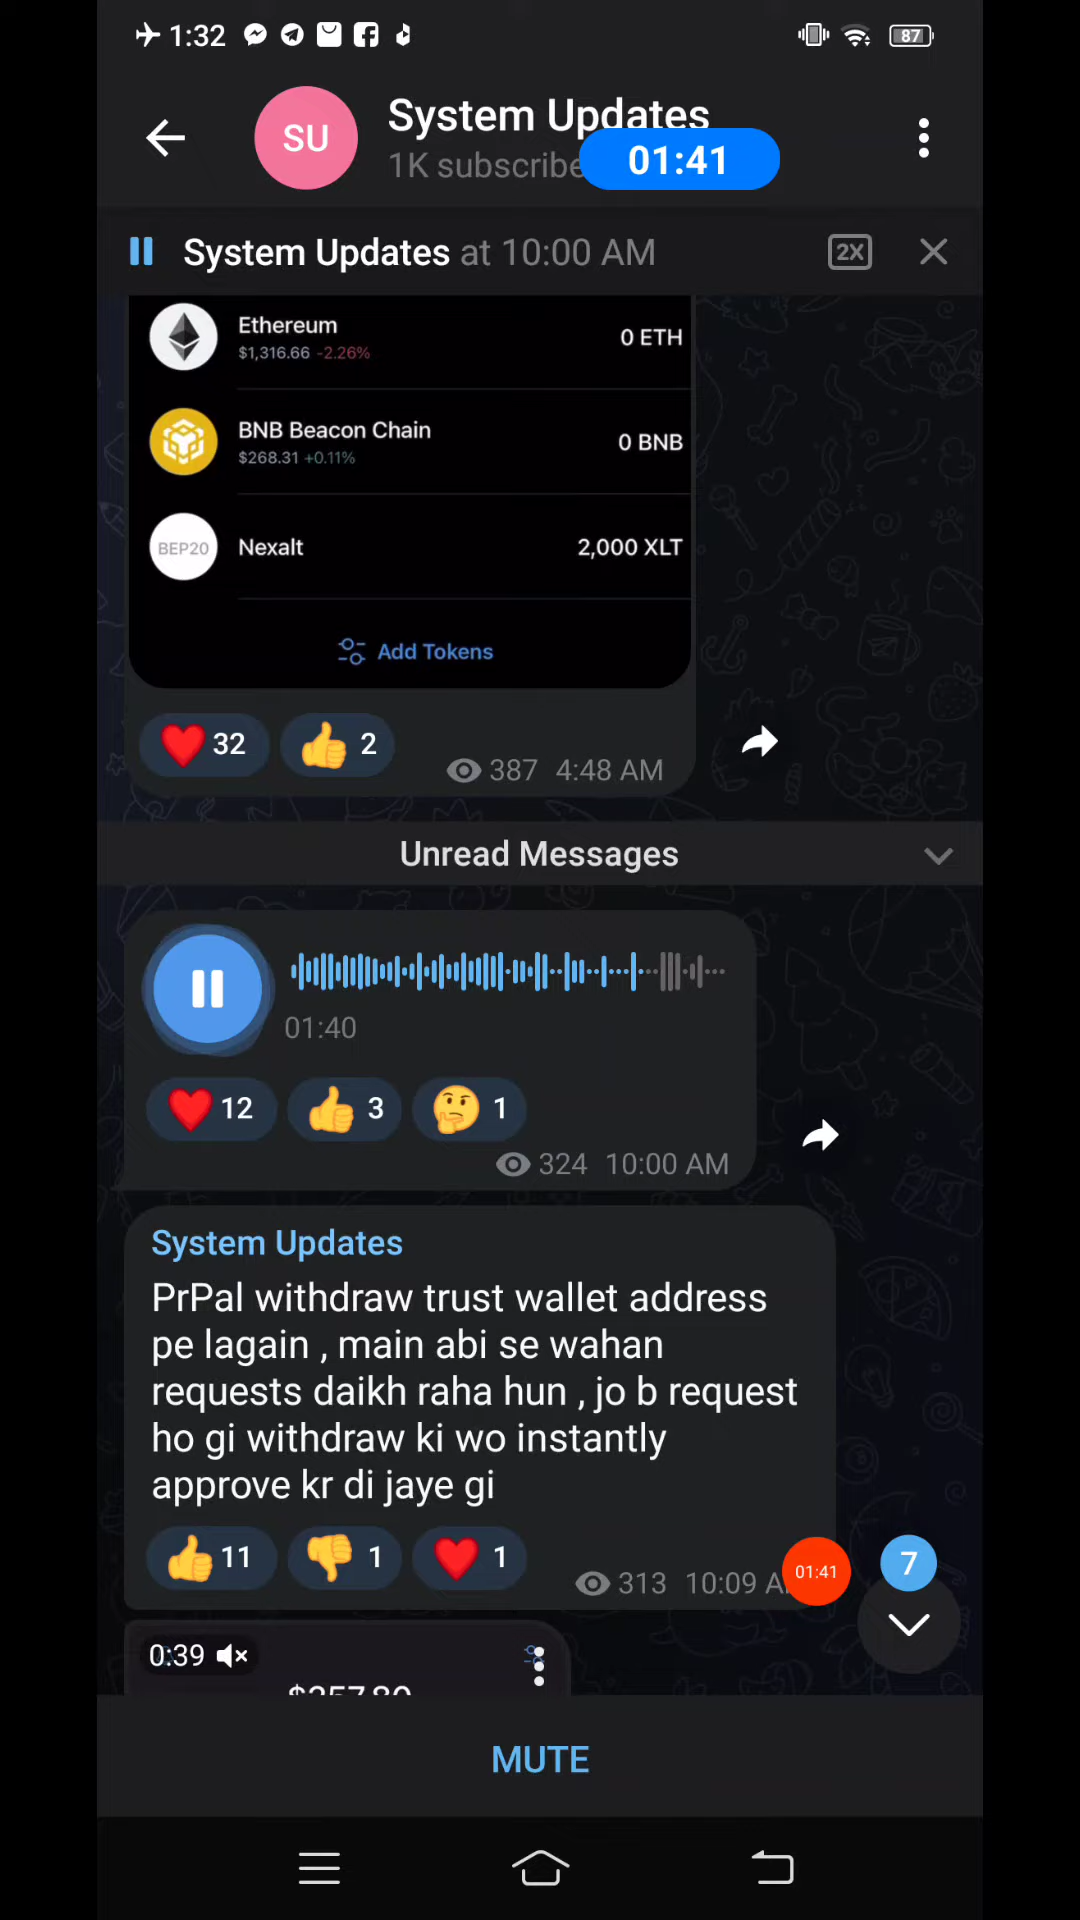 1:32
87
SU
System Updates
1K subscribe
01:41
System Updates at 10:00 AM
2X
Ethereum
0 ETH
$1,316.66 -2.26%
BNB Beacon Chain
0 BNB
$268.31 +0.11%
BEP20
Nexalt
2,000 XLT
Add Tokens
32
2
387 4:48 AM
Unread Messages
01:40
12
3
1
324 10:00 AM
System Updates
PrPal withdraw trust wallet address
pe lagain , main abi se wahan
requests daikh raha hun , jo b request
ho gi withdraw ki wo instantly
approve kr di jaye gi
11
1
1
313 10:09 A
01:41
7
0:39
$257.80
MUTE